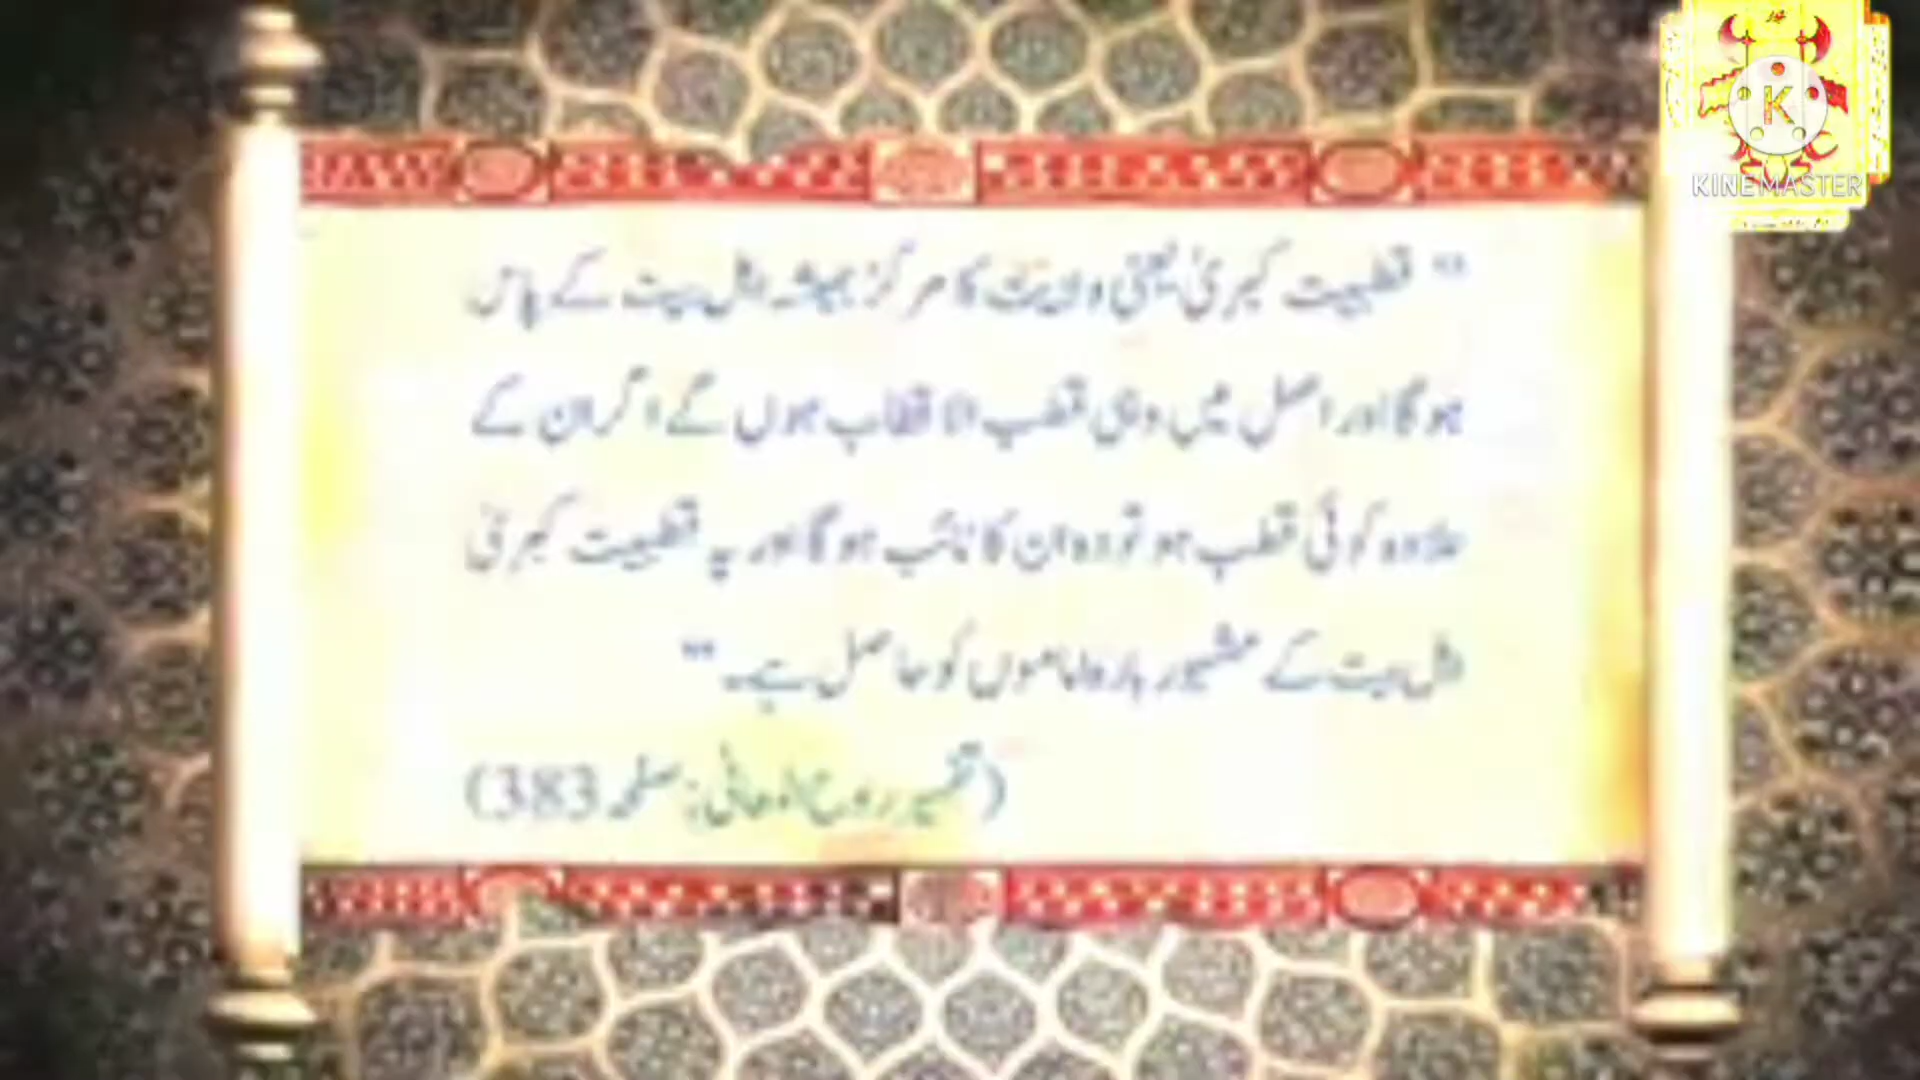 " قطبیت کبریٰ یعنی ولایت کا مرکز ہمیشہ اہل بیت کے پاس
ہوگا اور اصل میں وہی قطب الاقطاب ہوں گے اگر ان کے
علاوہ کوئی قطب ہو تو وہ ان کا نائب ہوگا اور یہ قطبیت کبریٰ
اہل بیت کے مشہور بارہ اماموں کو حاصل ہے۔ "
(تفسیر روح المعانی: صفحہ 383)
K
KINEMASTER